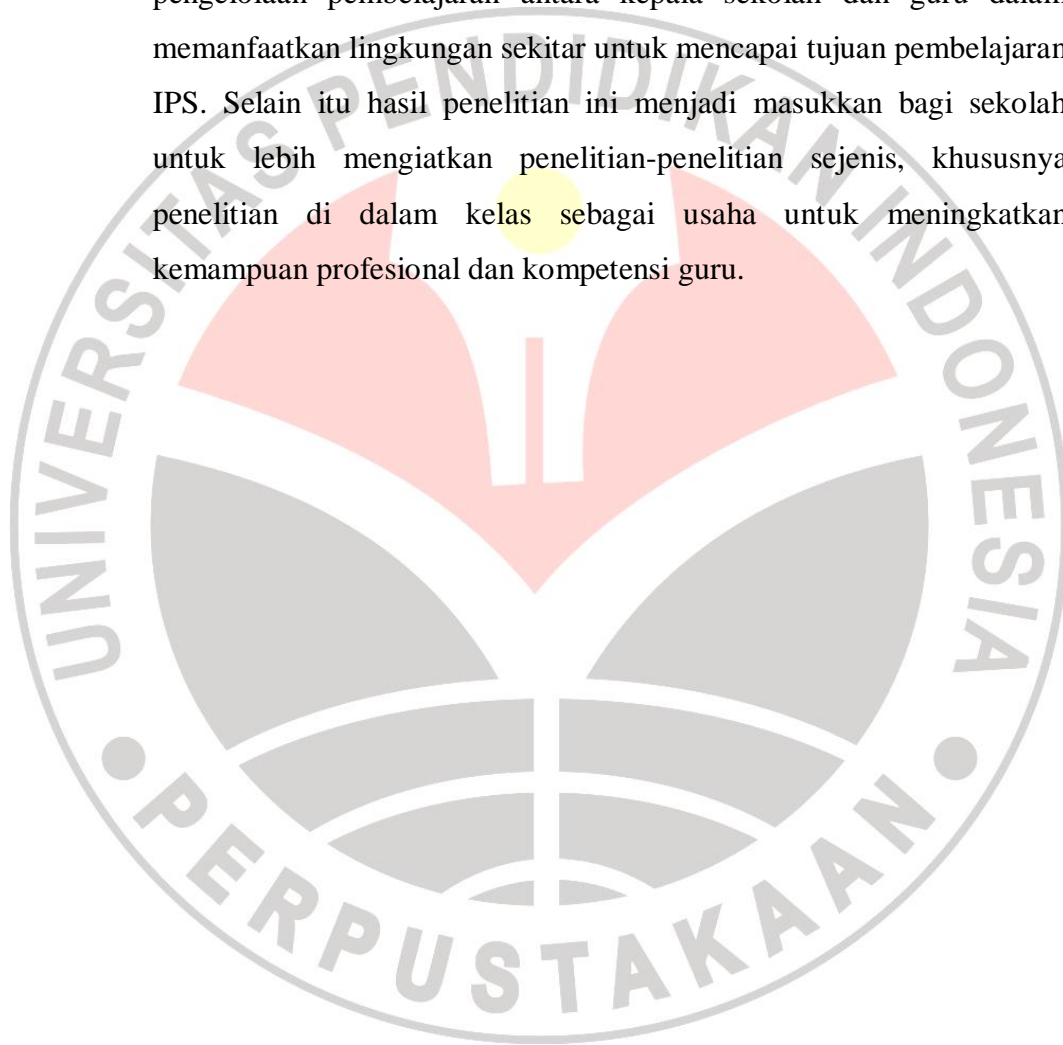 pengelolaan pembelajaran antara kepala sekolah dan guru dalam
memanfaatkan lingkungan sekitar untuk mencapai tujuan pembelajaran
IPS. Selain itu hasil penelitian ini menjadi masukkan bagi sekolah
untuk lebih mengiatkan penelitian-penelitian sejenis, khususnya
penelitian di dalam kelas sebagai usaha untuk meningkatkan
kemampuan profesional dan kompetensi guru.
UNIVERSITAS PENDIDIKAN INDONESIA
PERPUSTAKAAN